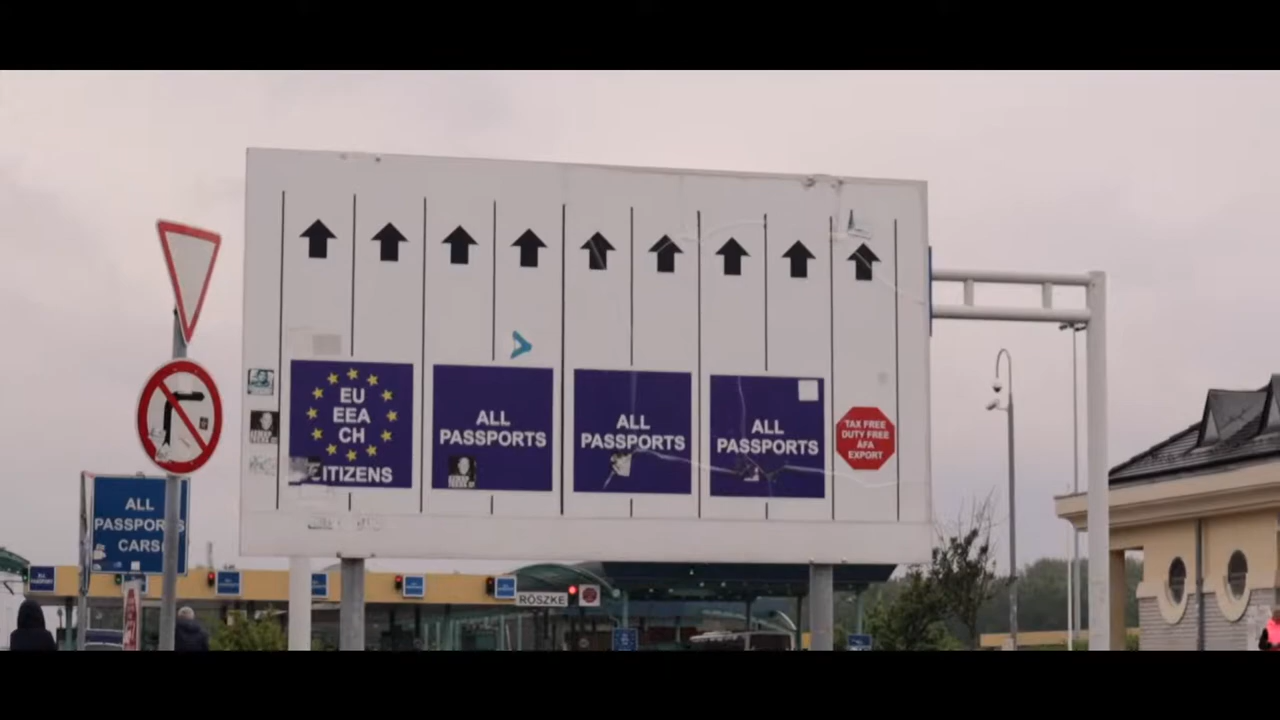 EU
EEA
CH
CITIZENS
ALL
PASSPORTS
ALL
PASSPORTS
ALL
PASSPORTS
TAX FREE
DUTY FREE
ÁFA
EXPORT
ALL
PASSPORTS
CARS
RÖSZKE